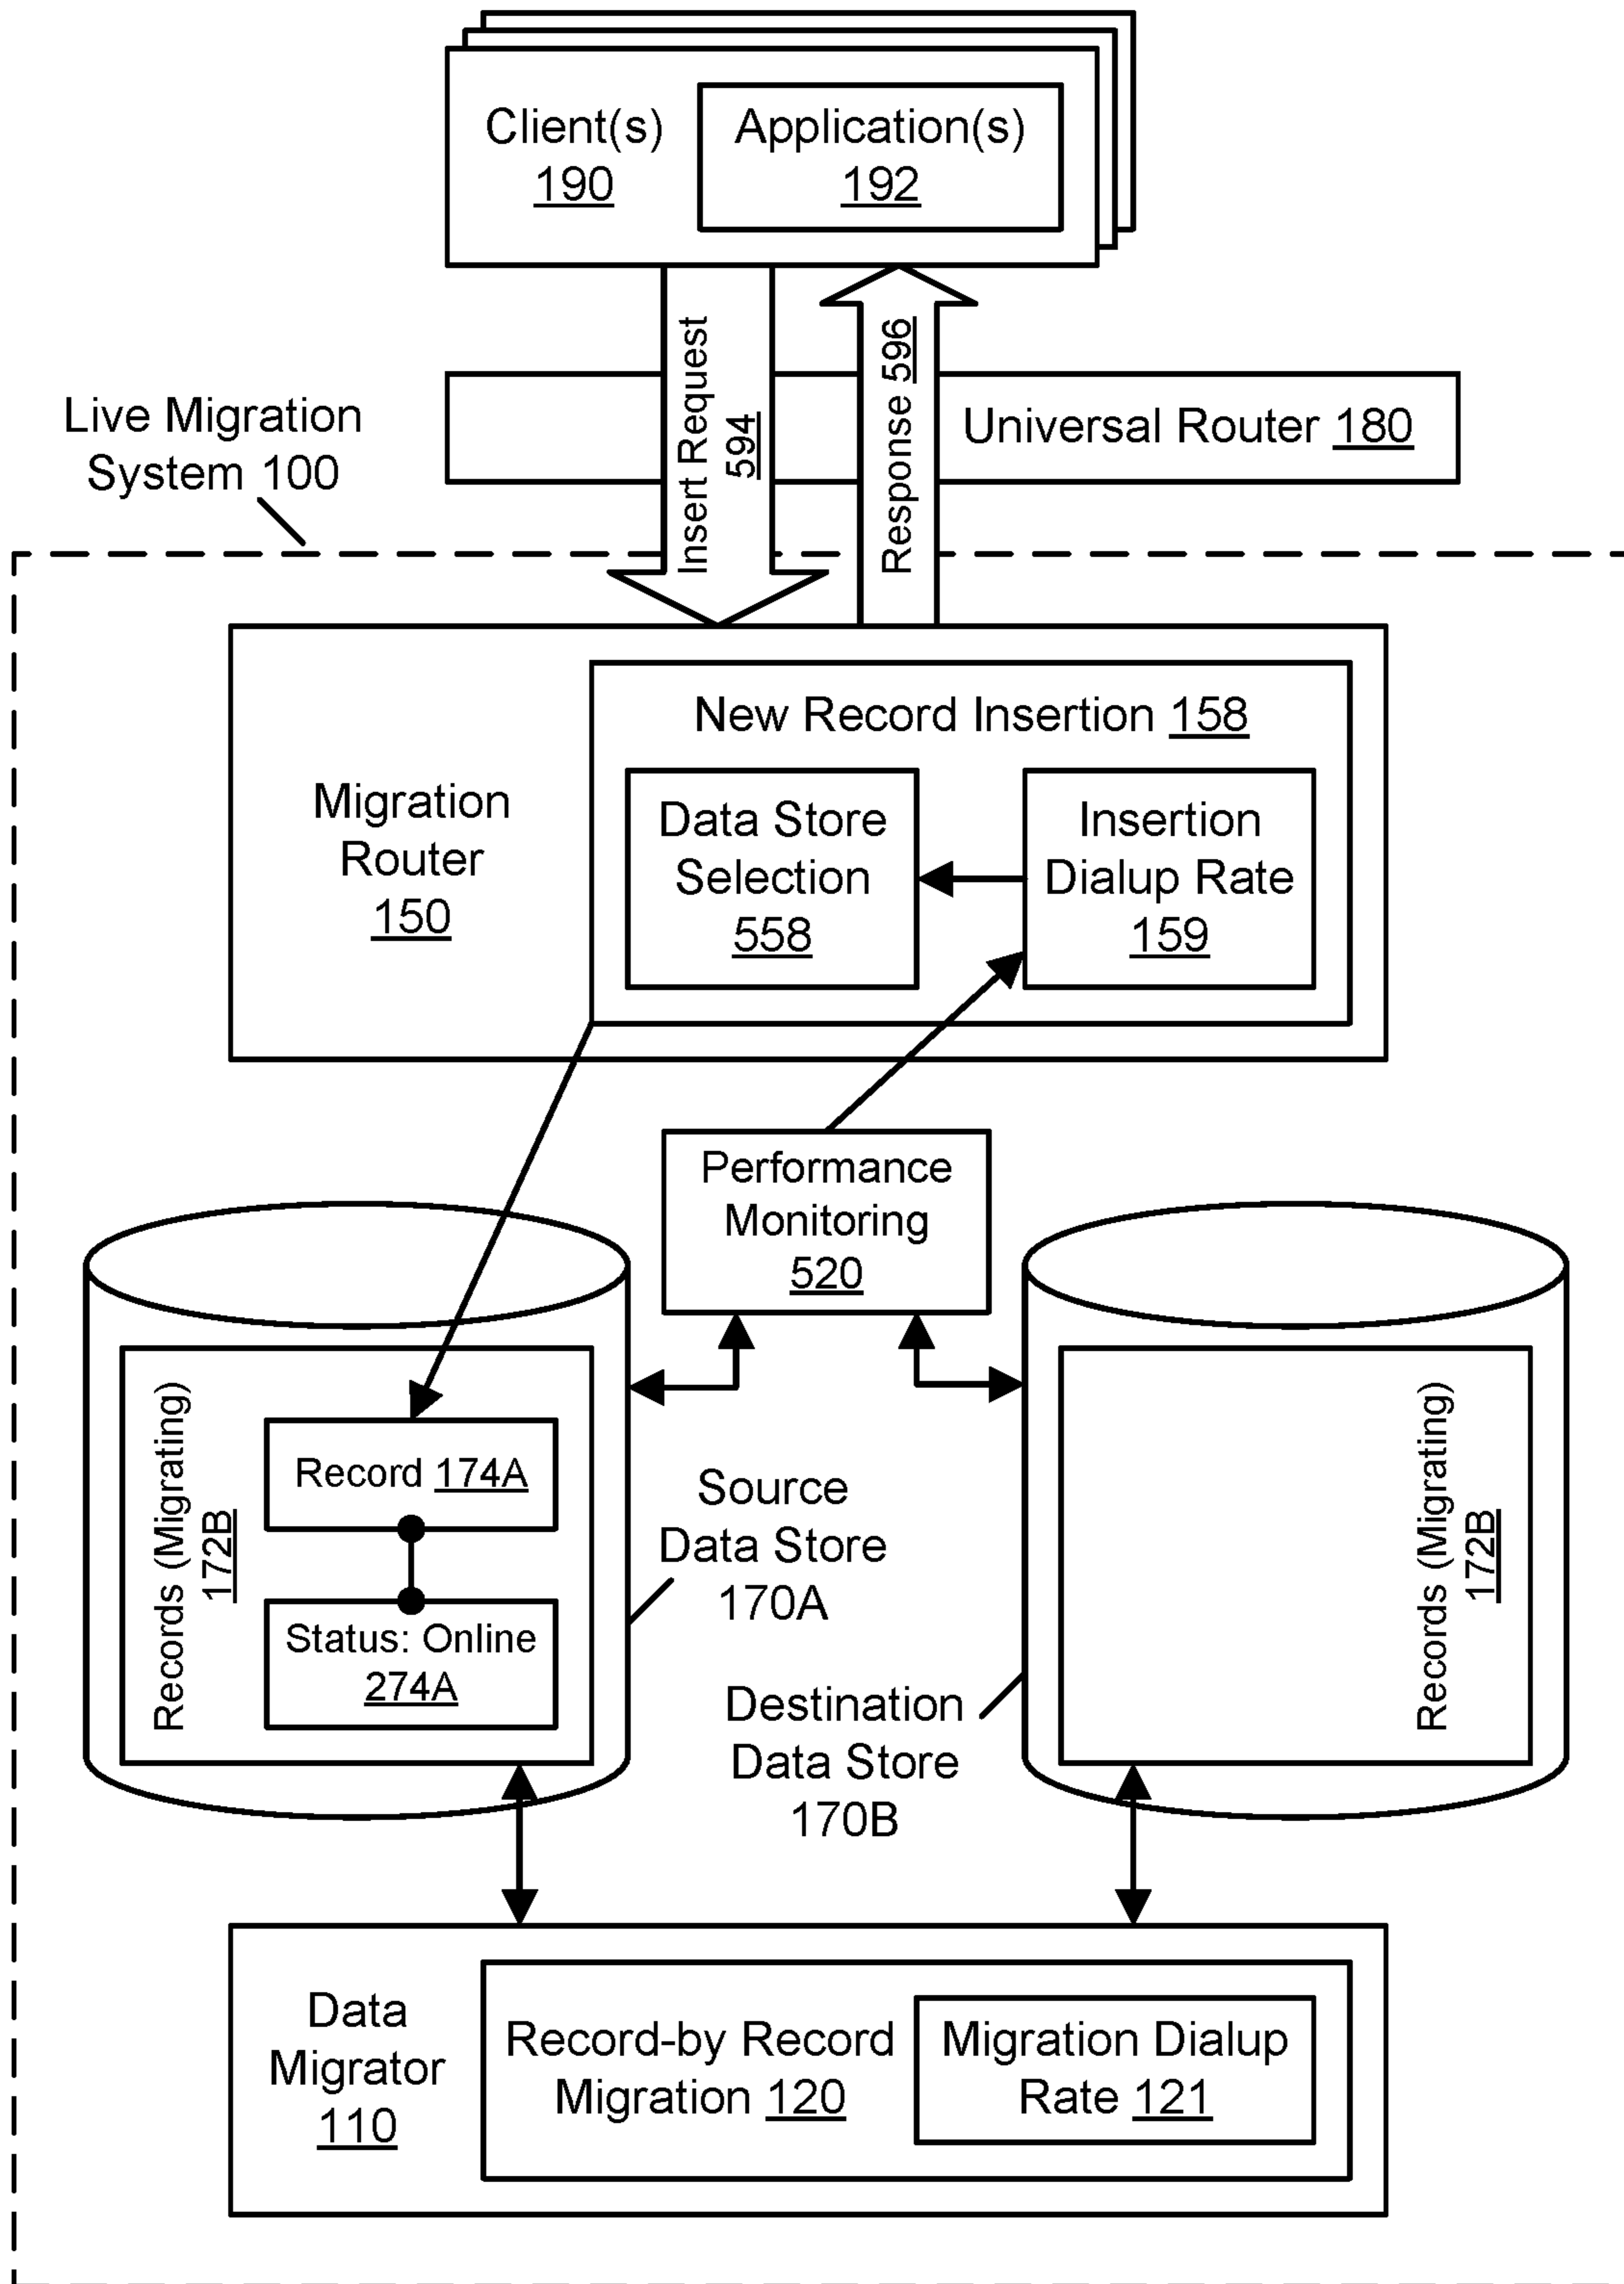 Client(s)
190
Application(s)
192
Insert Request
594
Response 596
Universal Router 180
Live Migration
System 100
New Record Insertion 158
Migration
Router
150
Data Store
Selection
558
Insertion
Dialup Rate
159
Performance
Monitoring
520
Records (Migrating)
172B
Record 174A
Status: Online
274A
Source
Data Store
170A
Destination
Data Store
170B
Records (Migrating)
172B
Data
Migrator
110
Record-by Record
Migration 120
Migration Dialup
Rate 121